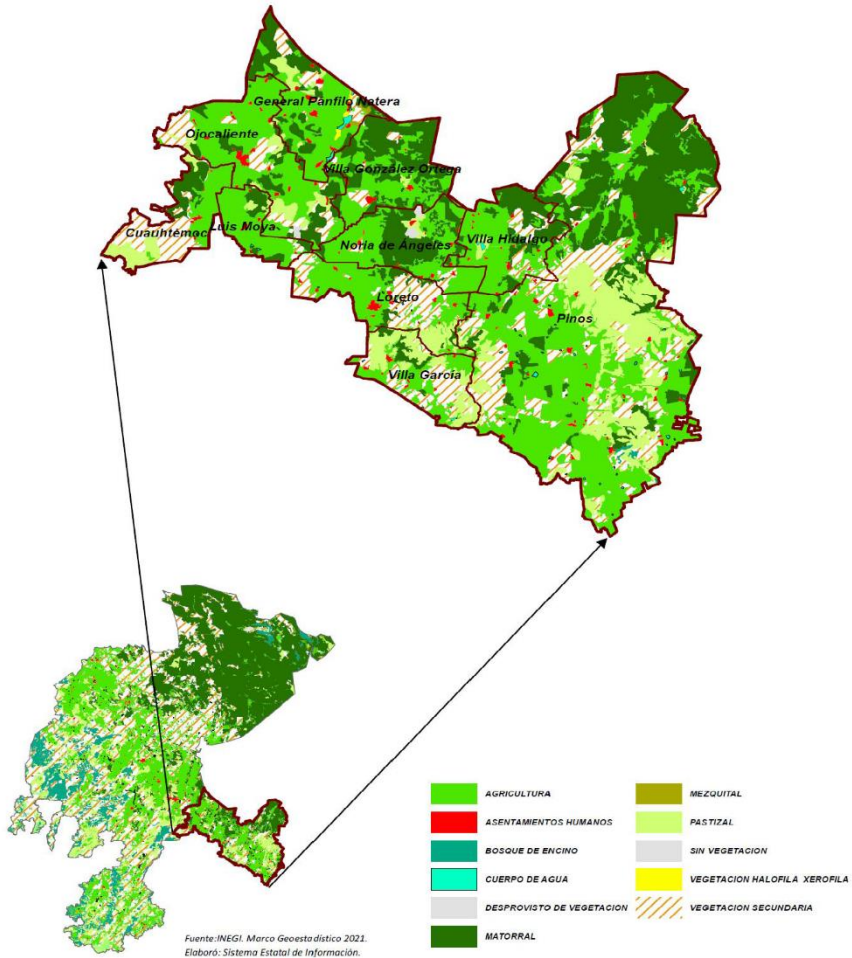 General Pánfilo Natera
Ojocaliente
Villa González Ortega
Cuauhtémoc
Luis Moya
Noria de Ángeles
Villa Hidalgo
Loreto
Pinos
Villa García
AGRICULTURA
ASENTAMIENTOS HUMANOS
BOSQUE DE ENCINO
CUERPO DE AGUA
DESPROVISTO DE VEGETACION
MATORRAL
MEZQUITAL
PASTIZAL
SIN VEGETACION
VEGETACION HALOFILA XEROFILA
VEGETACION SECUNDARIA
Fuente:INEGI. Marco Geoestadístico 2021.
Elaboró: Sistema Estatal de Información.